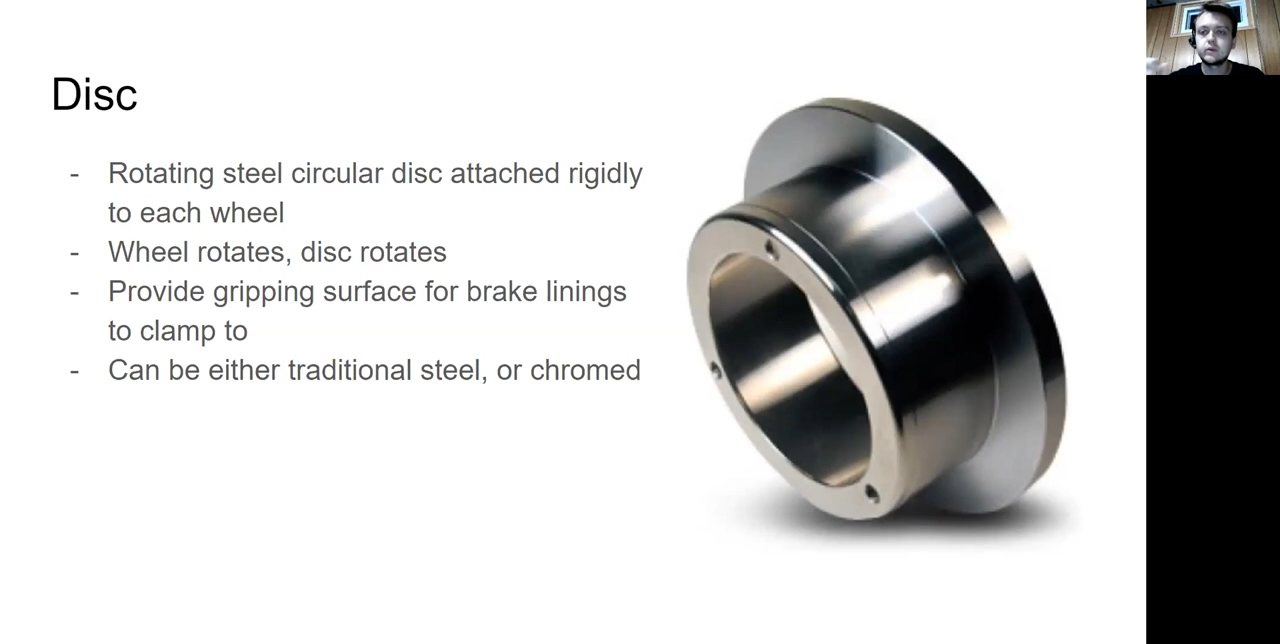 Disc
- Rotating steel circular disc attached rigidly
to each wheel
- Wheel rotates, disc rotates
- Provide gripping surface for brake linings
to clamp to
- Can be either traditional steel, or chromed